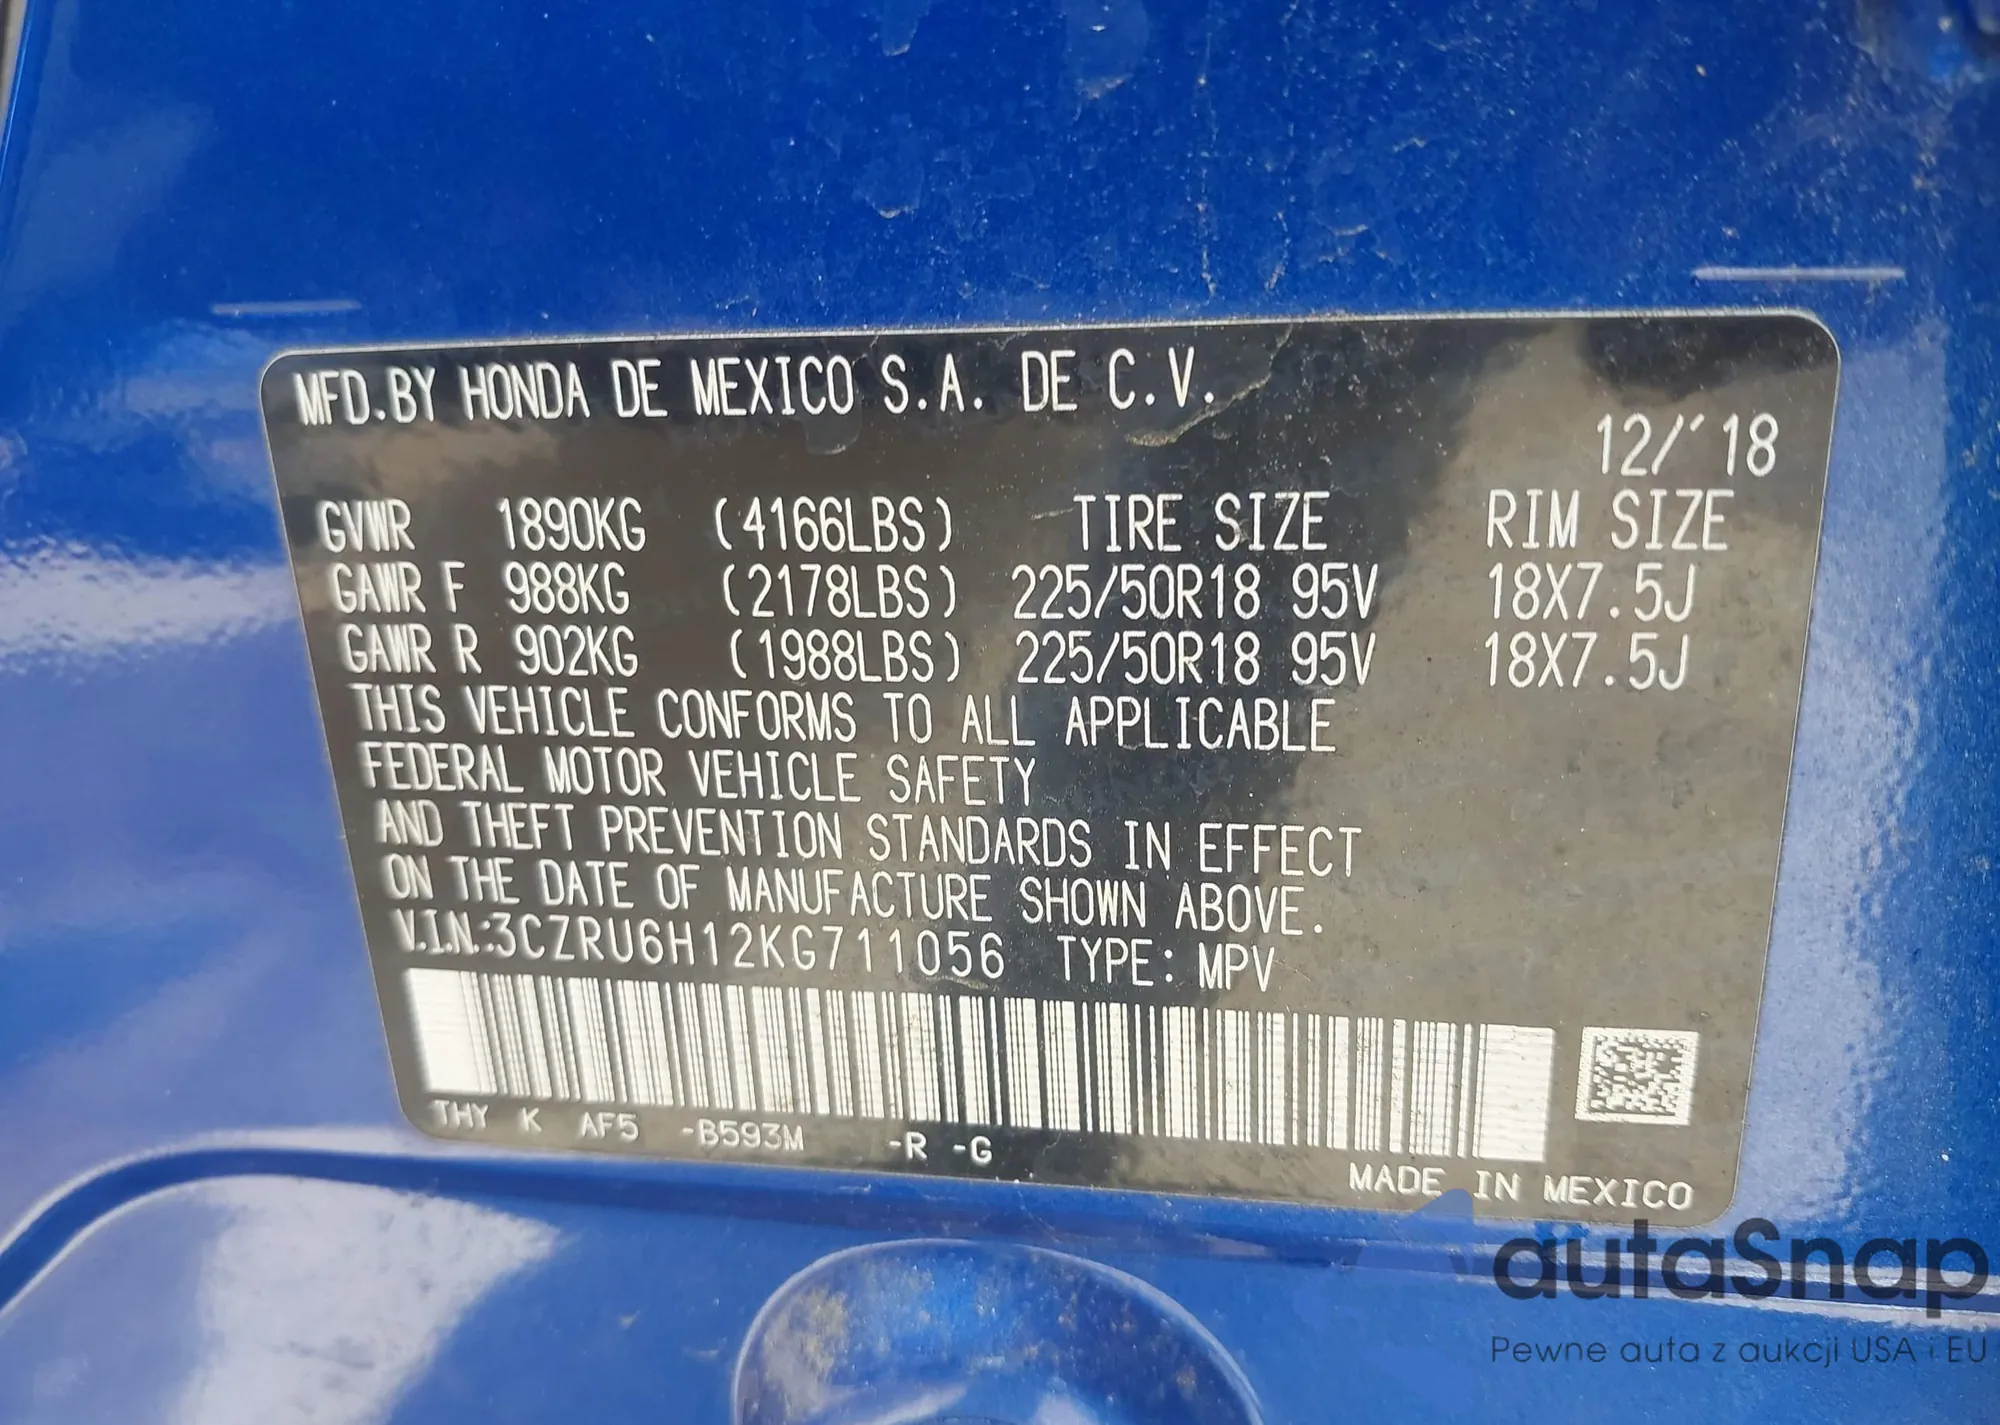 MFD.BY HONDA DE MEXICO S.A. DE C.V.
12/'18
GVWR 1890KG (4166LBS) TIRE SIZE RIM SIZE
GAWR F 988KG (2178LBS) 225/50R18 95V 18X7.5J
GAWR R 902KG (1988LBS) 225/50R18 95V 18X7.5J
THIS VEHICLE CONFORMS TO ALL APPLICABLE
FEDERAL MOTOR VEHICLE SAFETY
AND THEFT PREVENTION STANDARDS IN EFFECT
ON THE DATE OF MANUFACTURE SHOWN ABOVE.
V.I.N.:3CZRU6H12KG711056 TYPE: MPV
THY K AF5 -B593M -R -G
MADE IN MEXICO
autaSnap
Pewne auta z aukcji USA i EU